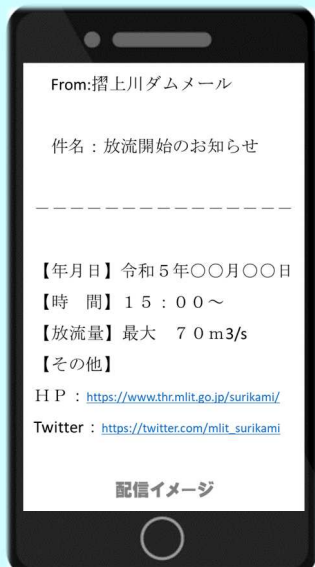 From:摺上川ダムメール
件名：放流開始のお知らせ
－－－－－－－－－－－－－－－
【年月日】令和５年〇〇月〇〇日
【時　間】１５：００～
【放流量】最大　７０ｍ3/s
【その他】
ＨＰ：https://www.thr.mlit.go.jp/surikami/
Twitter：https://twitter.com/mlit_surikami
配信イメージ